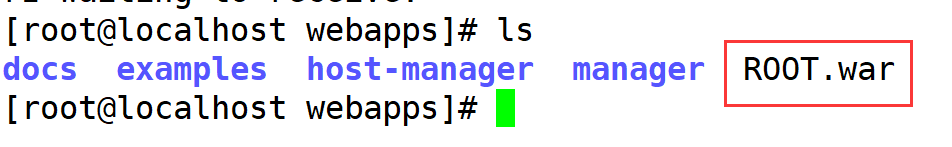 [root@localhost webapps]# ls
docs  examples  host-manager  manager  ROOT.war
[root@localhost webapps]#